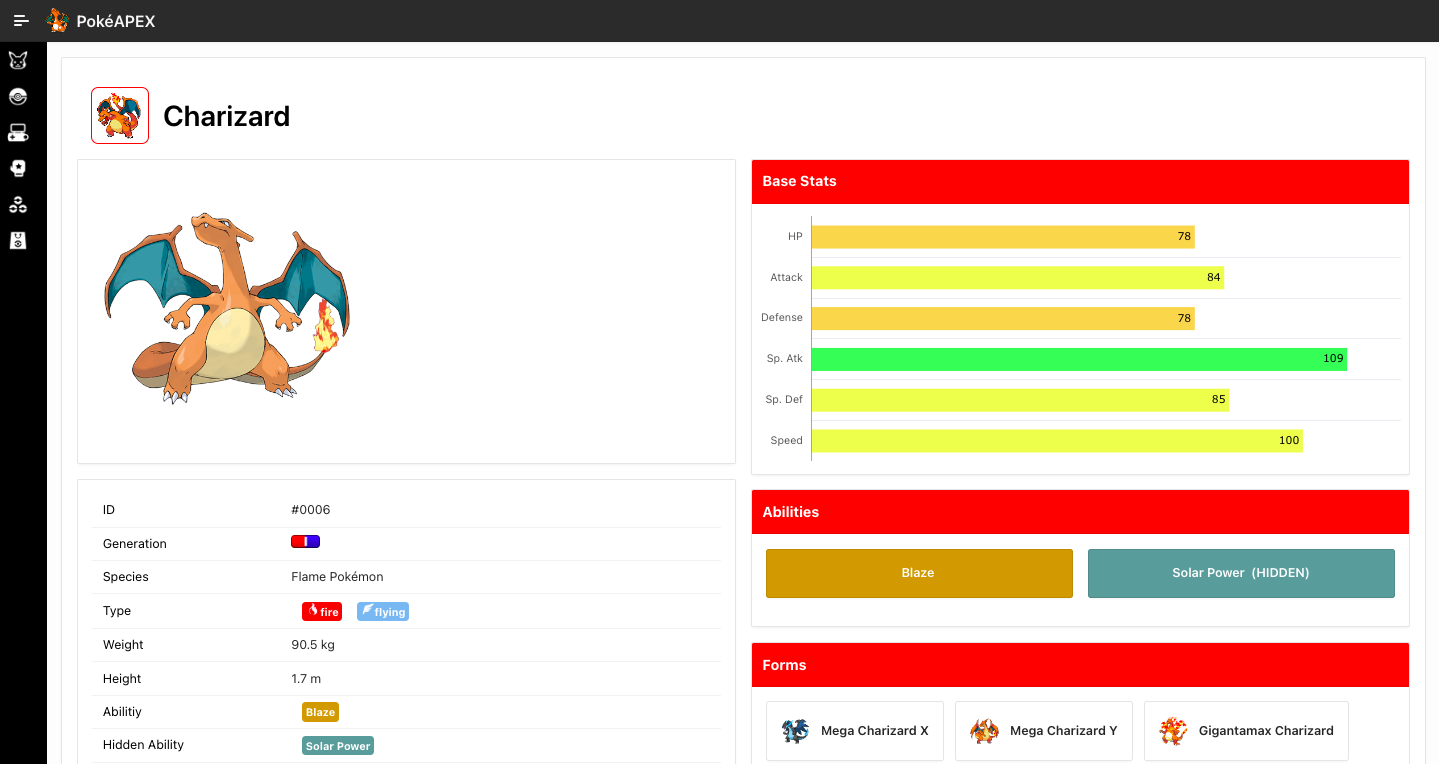 PokéAPEX
Charizard
ID #0006
Generation I
Species Flame Pokémon
Type fire flying
Weight 90.5 kg
Height 1.7 m
Abilitiy Blaze
Hidden Ability Solar Power
Base Stats
HP 78
Attack 84
Defense 78
Sp. Atk 109
Sp. Def 85
Speed 100
Abilities
Blaze Solar Power (HIDDEN)
Forms
Mega Charizard X Mega Charizard Y Gigantamax Charizard